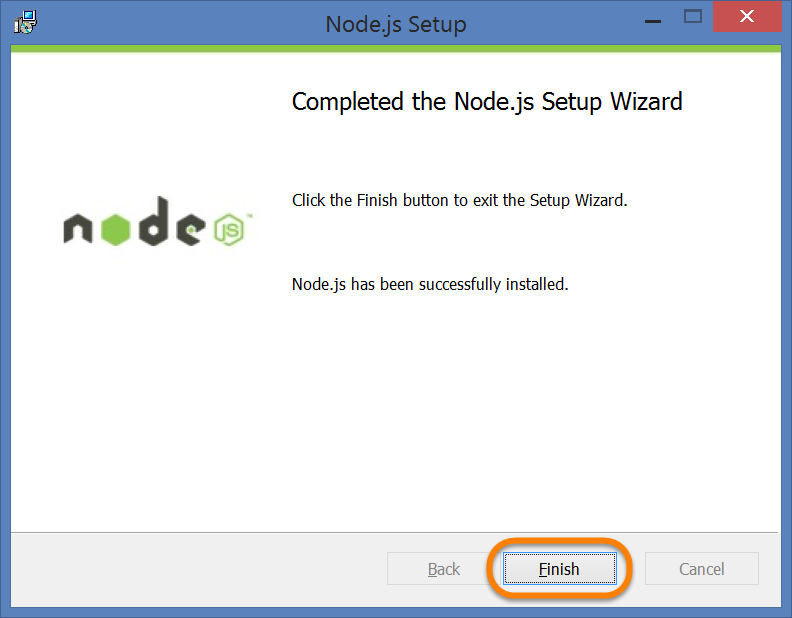 Node.js Setup
Completed the Node.js Setup Wizard
Click the Finish button to exit the Setup Wizard.
node JS™
Node.js has been successfully installed.
Back Finish Cancel